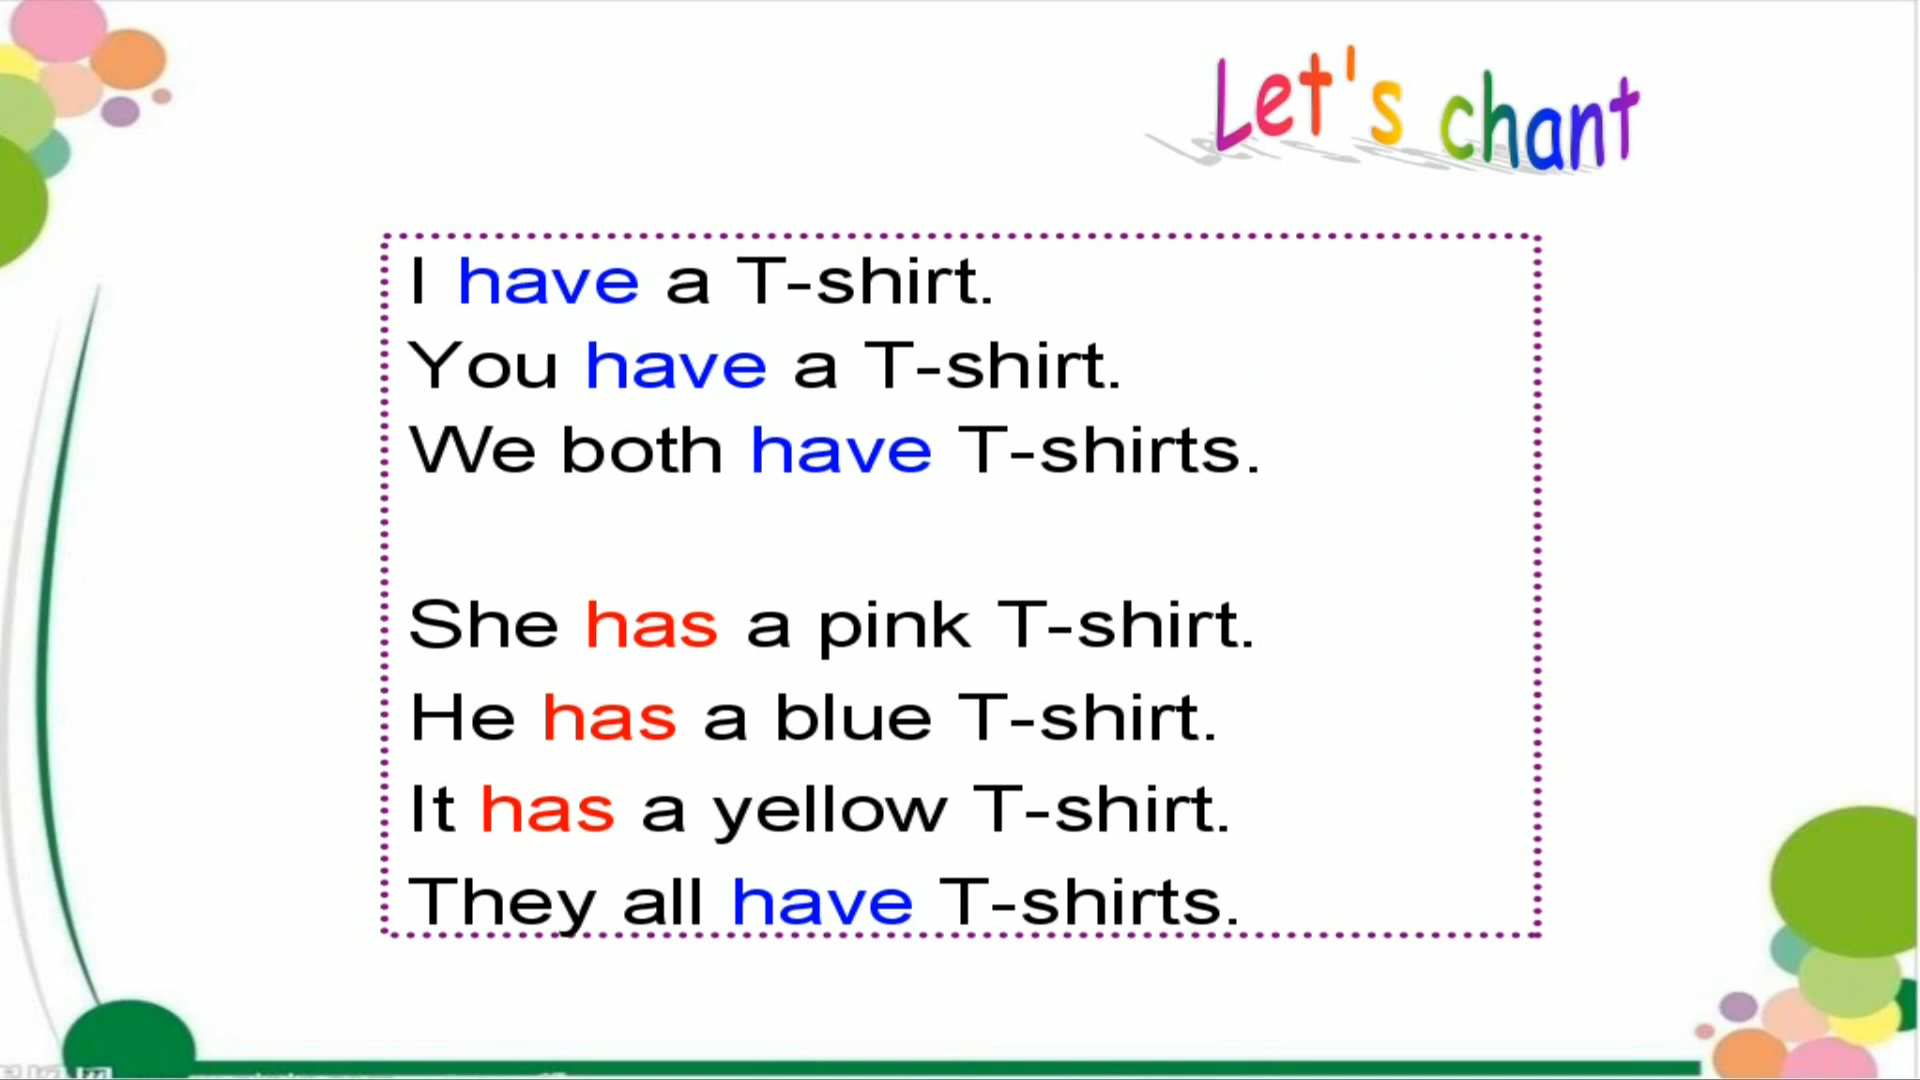 Let's chant
I have a T-shirt.
You have a T-shirt.
We both have T-shirts.
She has a pink T-shirt.
He has a blue T-shirt.
It has a yellow T-shirt.
They all have T-shirts.